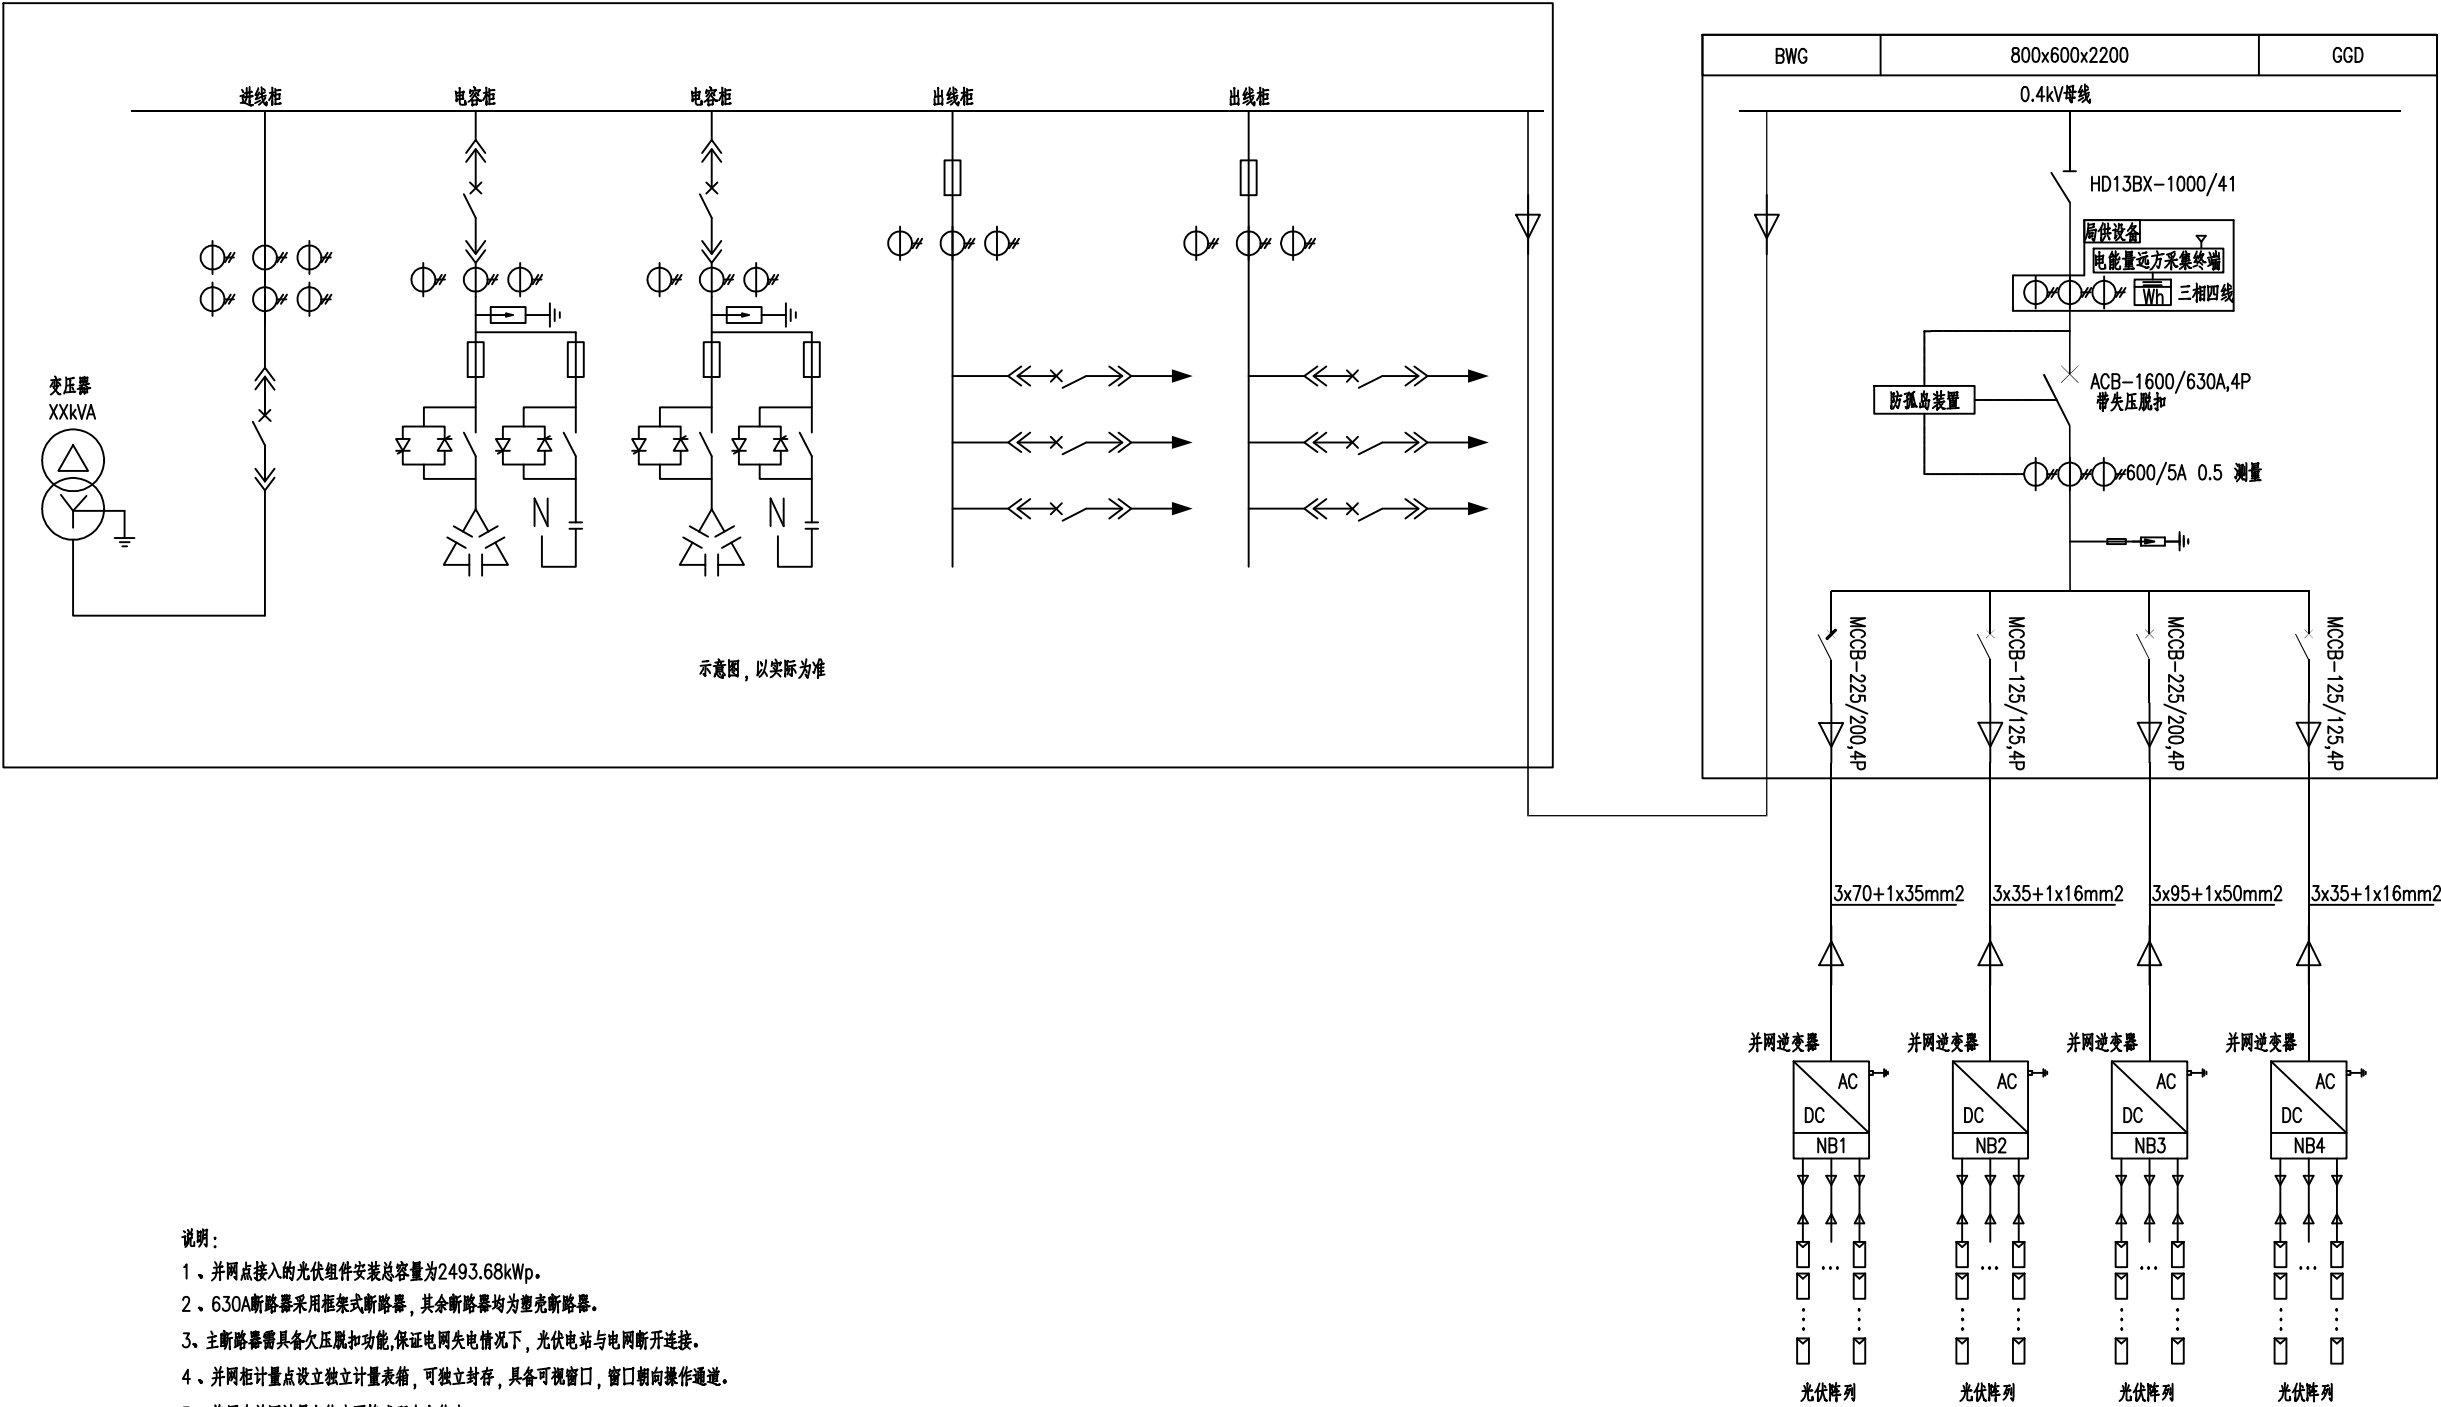 BWG
800x600x2200
GGD
进线柜
电容柜
电容柜
出线柜
出线柜
0.4kV母线
HD13BX-1000/41
局供设备
电能量远方采集终端
Wh
三相四线
变压器
XXkVA
ACB-1600/630A,4P
带失压脱扣
防孤岛装置
600/5A 0.5 测量
N
N
MCCB-225/200,4P
MCCB-125/125,4P
MCCB-225/200,4P
MCCB-125/125,4P
示意图,以实际为准
3x70+1x35mm2
3x35+1x16mm2
3x95+1x50mm2
3x35+1x16mm2
并网逆变器
并网逆变器
并网逆变器
并网逆变器
AC
DC
NB1
AC
DC
NB2
AC
DC
NB3
AC
DC
NB4
...
...
...
...
光伏阵列
光伏阵列
光伏阵列
光伏阵列
说明:
1、并网点接入的光伏组件安装总容量为2493.68kWp。
2、630A断路器采用框架式断路器,其余断路器均为塑壳断路器。
3、主断路器需具备欠压脱扣功能,保证电网失电情况下,光伏电站与电网断开连接。
4、并网柜计量点设立独立计量表箱,可独立封存,具备可视窗口,窗口朝向操作通道。